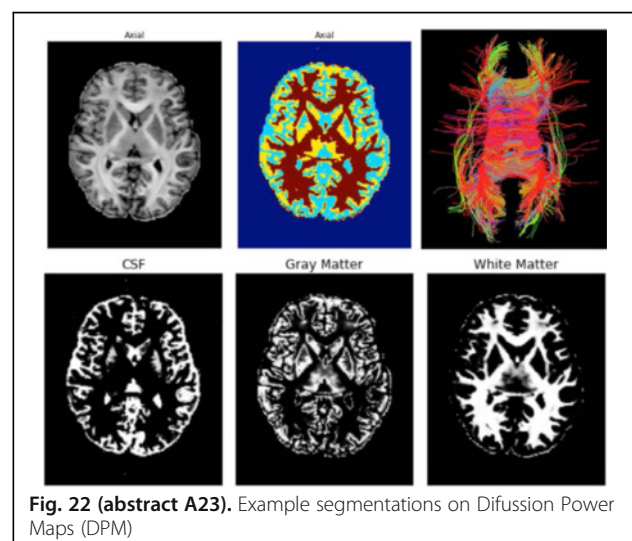 Axial
Axial
CSF
Gray Matter
White Matter
Fig. 22 (abstract A23). Example segmentations on Difussion Power
Maps (DPM)